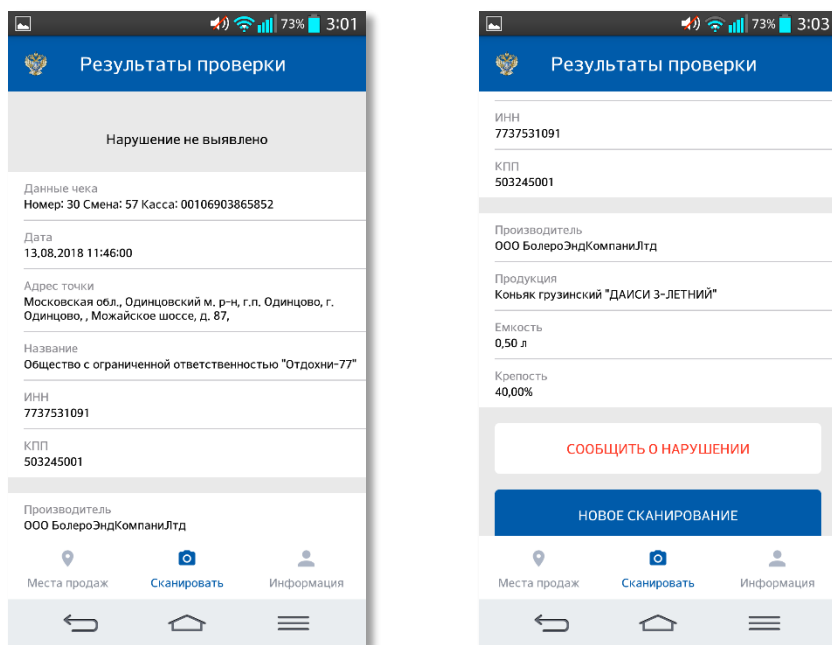 73% 3:01
Результаты проверки
Нарушение не выявлено
Данные чека
Номер: 30 Смена: 57 Касса: 00106903865852
Дата
13.08.2018 11:46:00
Адрес точки
Московская обл., Одинцовский м. р-н, г.п. Одинцово, г.
Одинцово, , Можайское шоссе, д. 87,
Название
Общество с ограниченной ответственностью "Отдохни-77"
ИНН
7737531091
КПП
503245001
Производитель
ООО БолероЭндКомпаниЛтд
Места продаж Сканировать Информация
73% 3:03
Результаты проверки
ИНН
7737531091
КПП
503245001
Производитель
ООО БолероЭндКомпаниЛтд
Продукция
Коньяк грузинский "ДАИСИ 3-ЛЕТНИЙ"
Емкость
0,50 л
Крепость
40,00%
СООБЩИТЬ О НАРУШЕНИИ
НОВОЕ СКАНИРОВАНИЕ
Места продаж Сканировать Информация